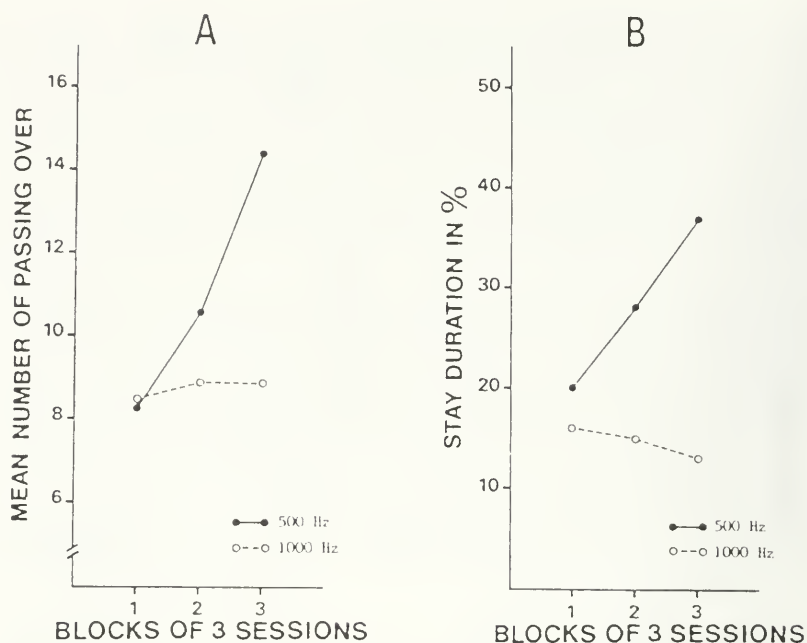 A
MEAN NUMBER OF PASSING OVER
16
14
12
10
8
6
500 Hz
1000 Hz
1 2 3
BLOCKS OF 3 SESSIONS
B
STAY DURATION IN %
50
40
30
20
10
500 Hz
1000 Hz
1 2 3
BLOCKS OF 3 SESSIONS